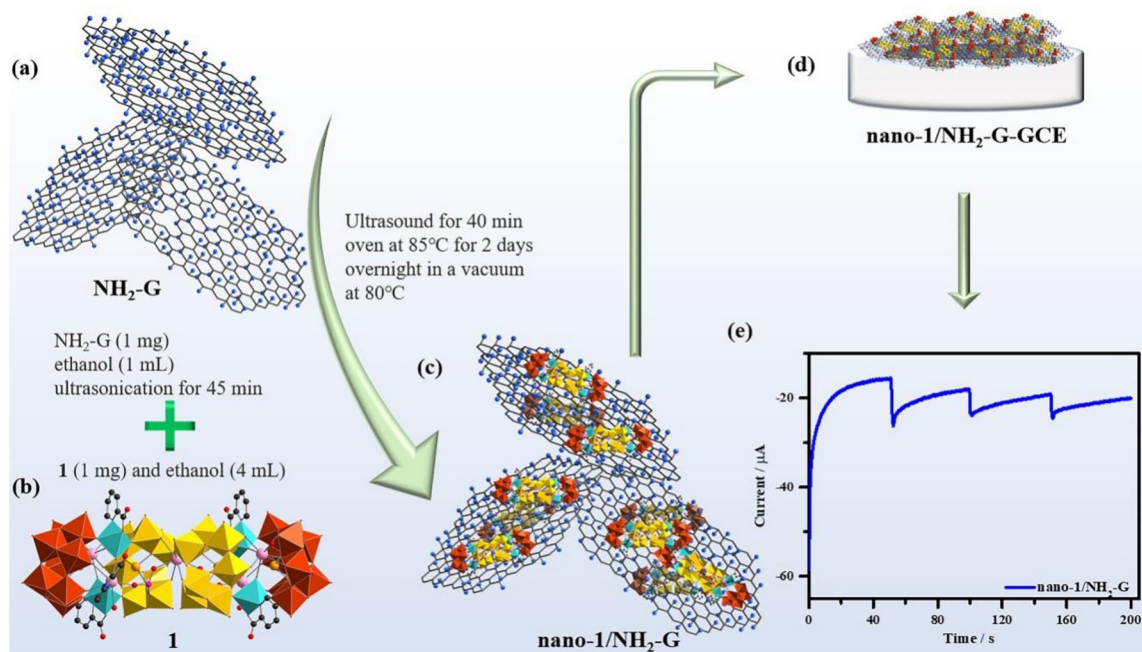 (a)
NH₂-G
NH₂-G (1 mg)
ethanol (1 mL)
ultrasonication for 45 min
1 (1 mg) and ethanol (4 mL)
(b)
1
Ultrasound for 40 min
oven at 85℃ for 2 days
overnight in a vacuum
at 80℃
(c)
nano-1/NH₂-G
(d)
nano-1/NH₂-G-GCE
(e)
Current / μA
-20
-40
-60
nano-1/NH₂-G
0 40 80 120 160 200
Time / s